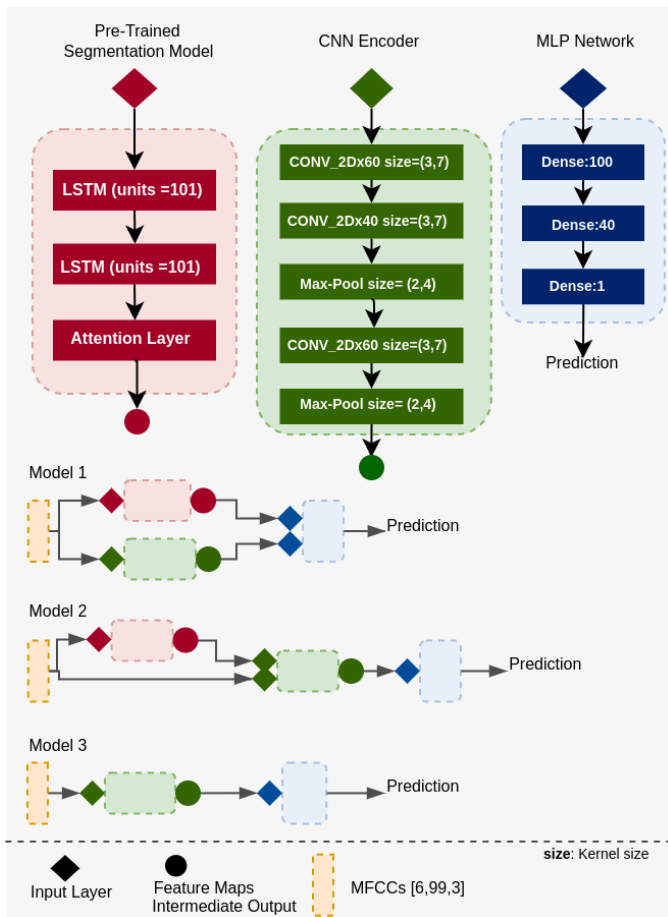 Pre-Trained
Segmentation Model
LSTM (units =101)
LSTM (units =101)
Attention Layer
CNN Encoder
CONV_2Dx60 size=(3,7)
CONV_2Dx40 size=(3,7)
Max-Pool size= (2,4)
CONV_2Dx60 size=(3,7)
Max-Pool size= (2,4)
MLP Network
Dense:100
Dense:40
Dense:1
Prediction
Model 1
Prediction
Model 2
Prediction
Model 3
Prediction
size: Kernel size
Input Layer
Feature Maps
Intermediate Output
MFCCs [6,99,3]